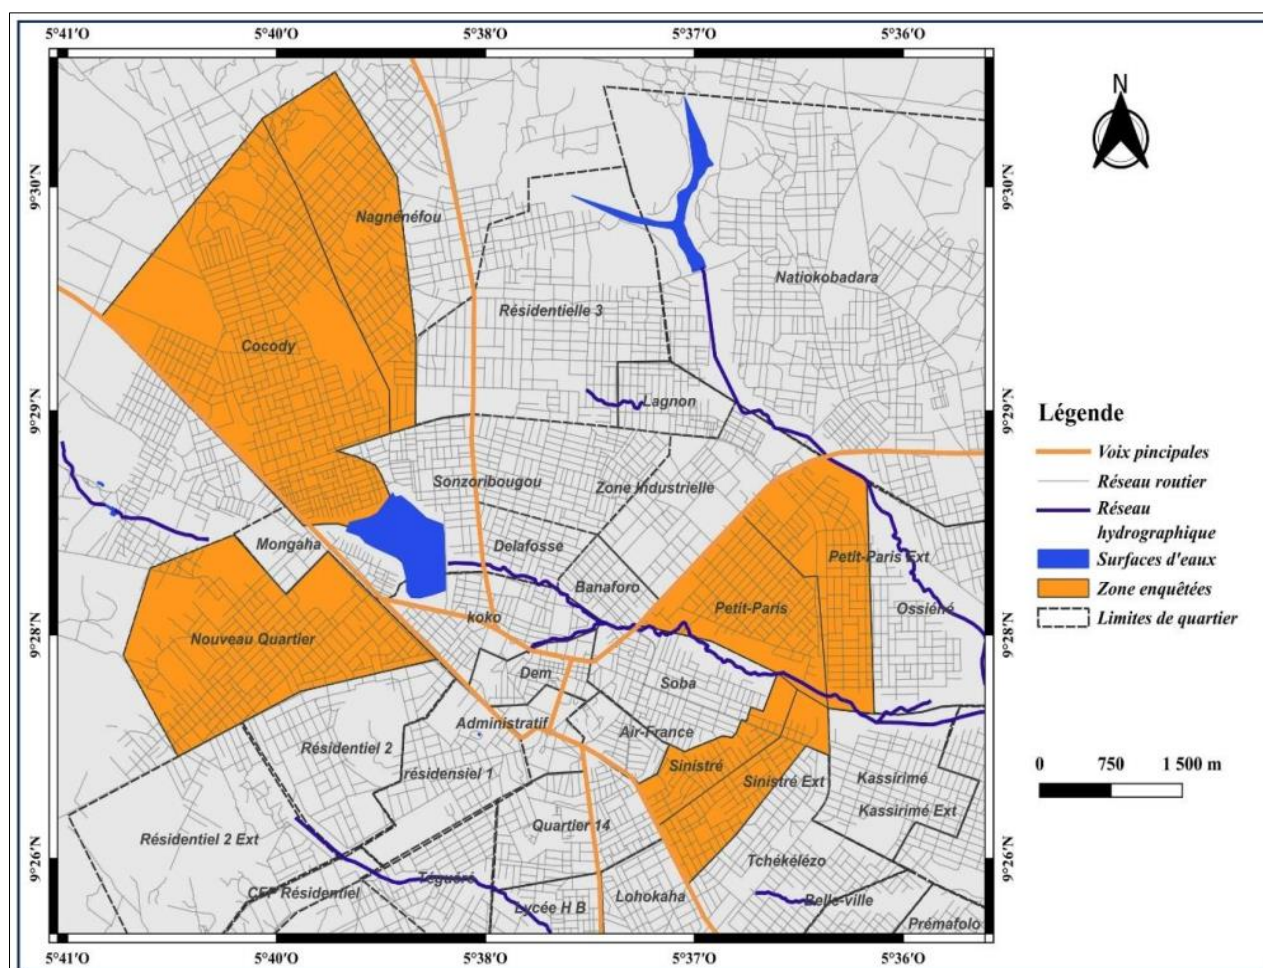 5°41'O 5°40'O 5°38'O 5°37'O 5°36'O
N
9°30'N 9°30'N
Nagnénéfou
Natiokobadara
Résidentielle 3
Cocody
Lagnon
9°29'N 9°29'N
Légende
Voix pincipales
Réseau routier
Réseau
hydrographique
Surfaces d'eaux
Zone enquêtées
Limites de quartier
Sonzoribougou
Zone Industrielle
Mongaha
Delafosse
Petit-Paris Ext
Banaforo
Petit-Paris
Ossiéhé
koko
9°28'N 9°28'N
Nouveau Quartier
Dem
Soba
Administratif
Air-France
Résidentiel 2
résidensiel 1
Sinistré
Sinistré Ext
Kassirimé
Kassirimé Ext
0 750 1 500 m
Quartier 14
Résidentiel 2 Ext
9°26'N 9°26'N
Tchékélézo
Téguéré
CFP Résidentiel
Lohokaha
Belle-ville
Lycée H B
Prémafolo
5°41'O 5°40'O 5°38'O 5°37'O 5°36'O